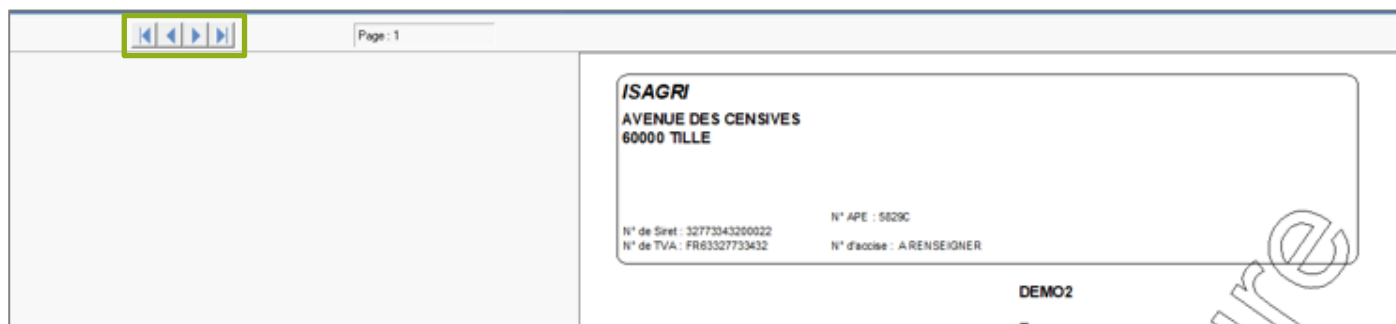 Page : 1
ISAGRI
AVENUE DES CENSIVES
60000 TILLE
N° APE : 5829C
N° de Siret : 32773343200022
N° de TVA : FR63327733432
N° d'accise : A RENSEIGNER
DEMO2
ure